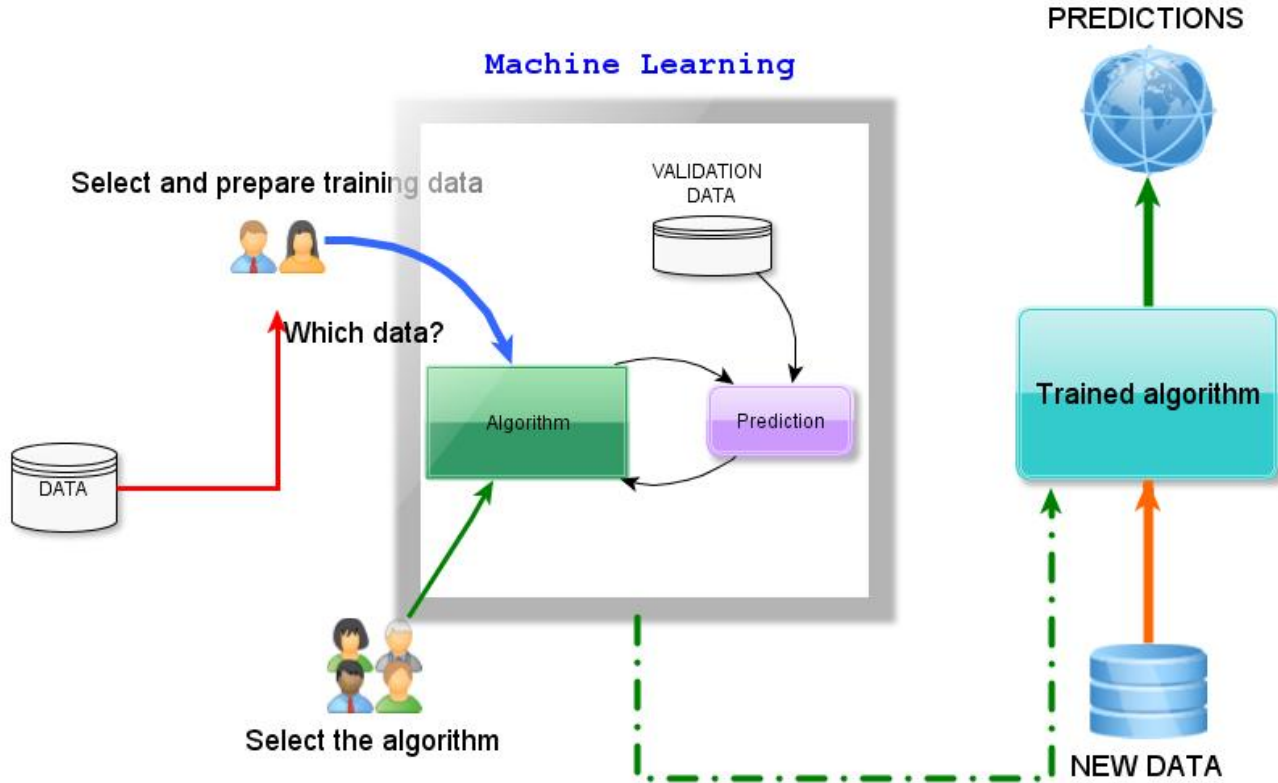 PREDICTIONS
Machine Learning
Select and prepare training data
VALIDATION
DATA
Which data?
Algorithm
Prediction
Trained algorithm
DATA
Select the algorithm
NEW DATA